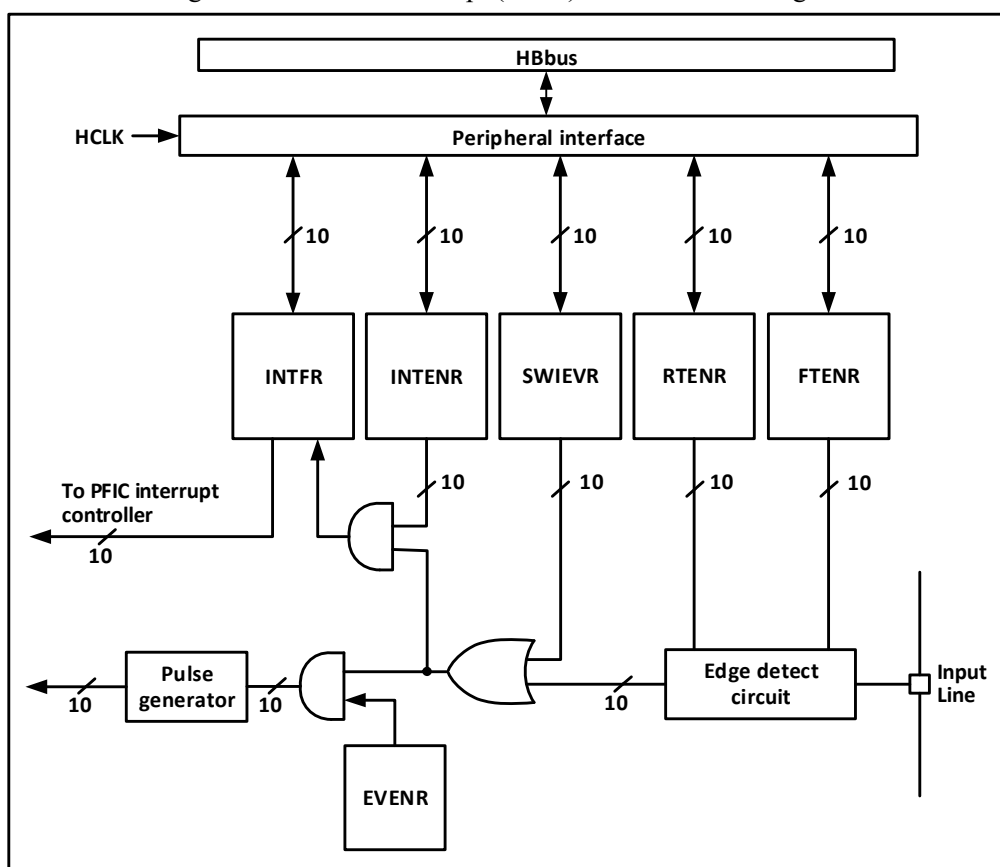 HBbus
HCLK
Peripheral interface
10 10 10 10 10
INTFR INTENR SWIEVR RTENR FTENR
10 10 10 10
To PFIC interrupt
controller
10
Pulse
generator
10 10
Edge detect
circuit
10
Input
Line
EVENR